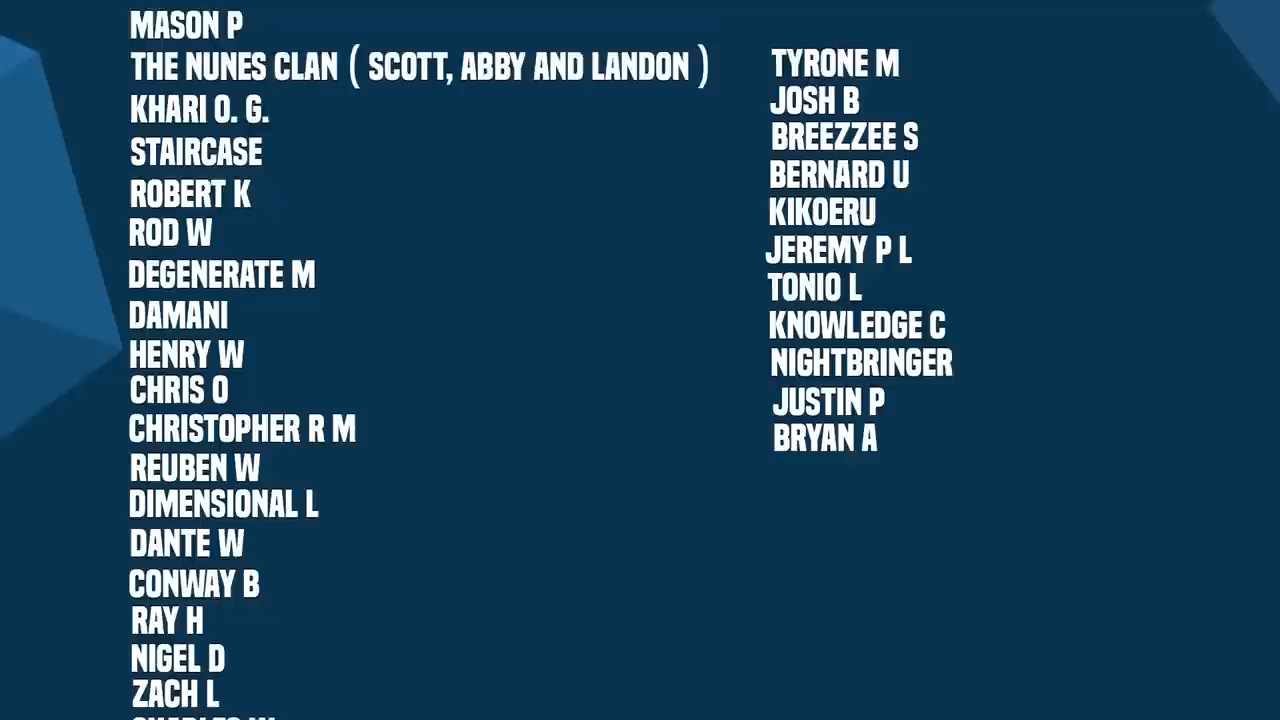 MASON P
THE NUNES CLAN ( SCOTT, ABBY AND LANDON )
KHARI O. G.
STAIRCASE
ROBERT K
ROD W
DEGENERATE M
DAMANI
HENRY W
CHRIS O
CHRISTOPHER R M
REUBEN W
DIMENSIONAL L
DANTE W
CONWAY B
RAY H
NIGEL D
ZACH L
TYRONE M
JOSH B
BREEZZEE S
BERNARD U
KIKOERU
JEREMY P L
TONIO L
KNOWLEDGE C
NIGHTBRINGER
JUSTIN P
BRYAN A